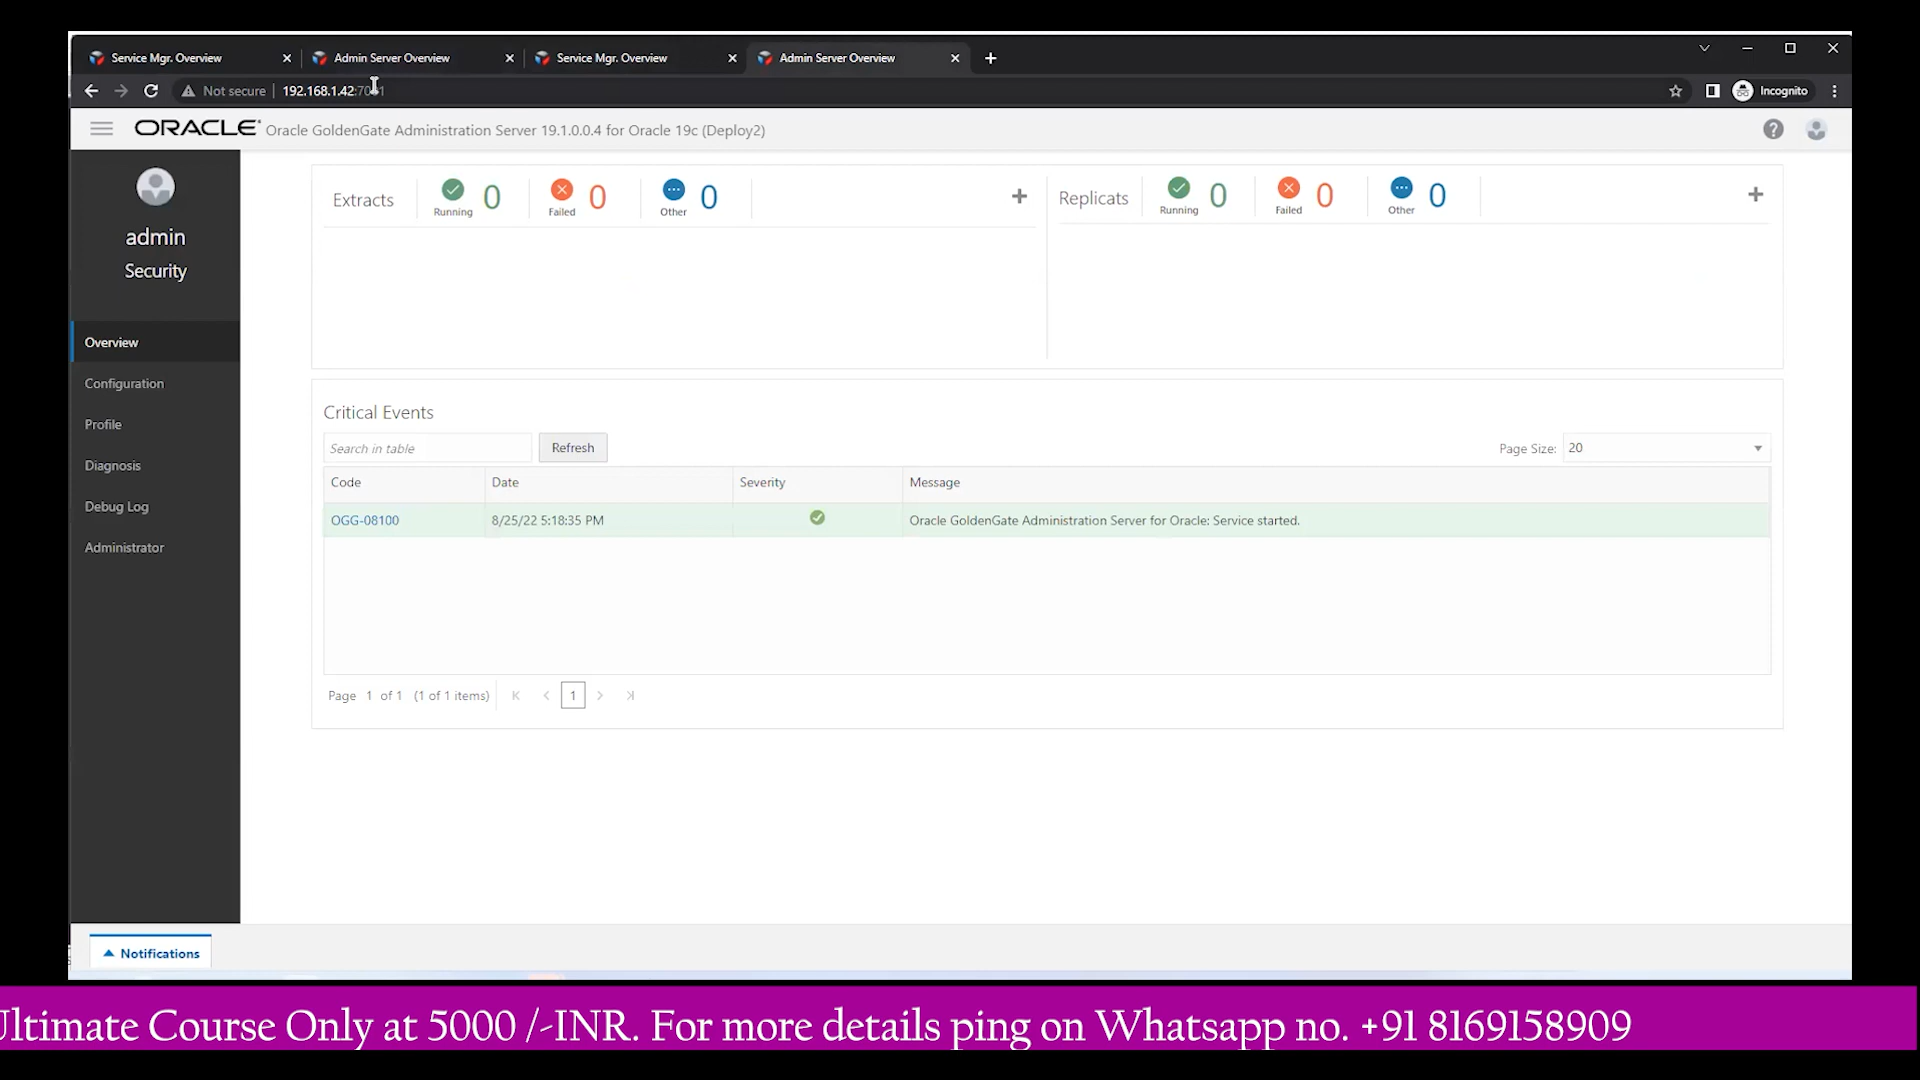 Service Mgr. Overview
Admin Server Overview
Service Mgr. Overview
Admin Server Overview
Not secure
192.168.1.42
Incognito
ORACLE Oracle GoldenGate Administration Server 19.1.0.0.4 for Oracle 19c (Deploy2)
admin
Security
Overview
Configuration
Profile
Diagnosis
Debug Log
Administrator
Extracts
Running 0
Failed 0
Other 0
Replicats
Running 0
Failed 0
Other 0
Critical Events
Search in table
Refresh
Page Size: 20
Code Date Severity Message
OGG-08100 8/25/22 5:18:35 PM Oracle GoldenGate Administration Server for Oracle: Service started.
Page 1 of 1 (1 of 1 items) 1
Notifications
Ultimate Course Only at 5000 /-INR. For more details ping on Whatsapp no. +91 8169158909